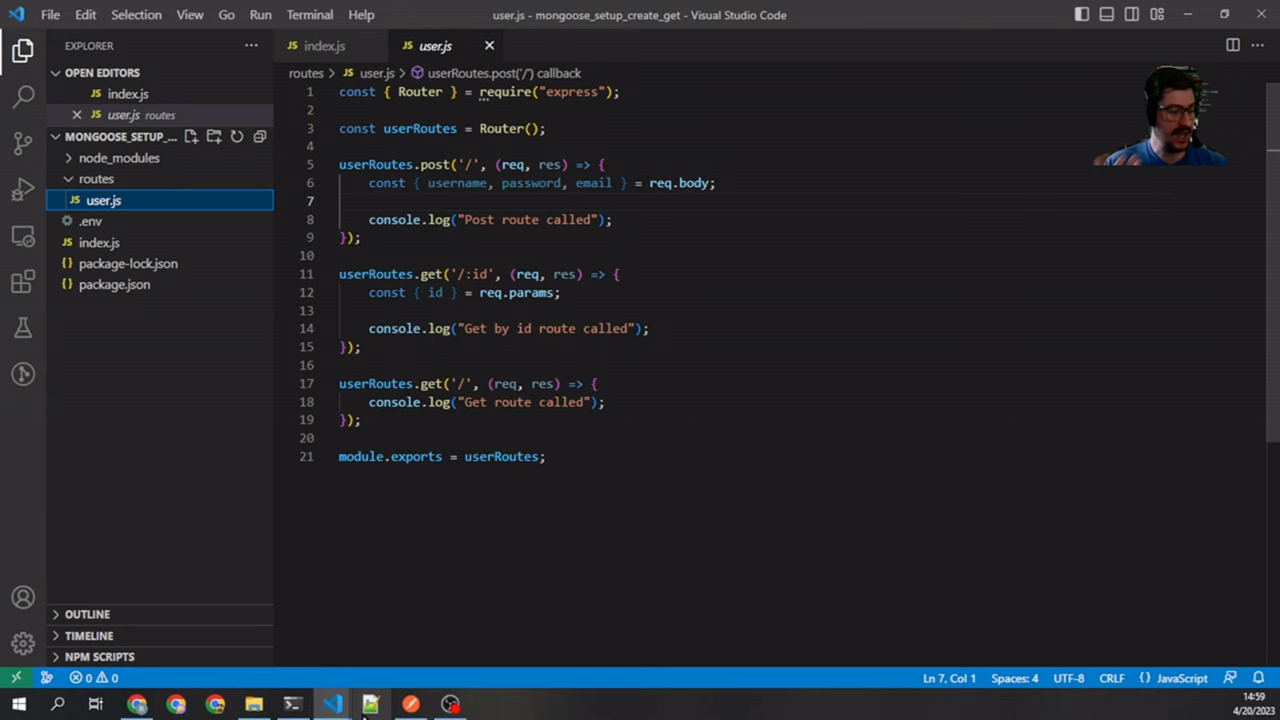 File Edit Selection View Go Run Terminal Help
user.js - mongoose_setup_create_get - Visual Studio Code
EXPLORER
OPEN EDITORS
index.js
user.js routes
MONGOOSE_SETUP_...
node_modules
routes
JS user.js
.env
JS index.js
{} package-lock.json
{} package.json
OUTLINE
TIMELINE
NPM SCRIPTS
JS index.js
JS user.js
routes > JS user.js > userRoutes.post('/') callback
1 const { Router } = require("express");
2
3 const userRoutes = Router();
4
5 userRoutes.post('/', (req, res) => {
6 const { username, password, email } = req.body;
7
8 console.log("Post route called");
9 });
10
11 userRoutes.get('/:id', (req, res) => {
12 const { id } = req.params;
13
14 console.log("Get by id route called");
15 });
16
17 userRoutes.get('/', (req, res) => {
18 console.log("Get route called");
19 });
20
21 module.exports = userRoutes;
0 0
Ln 7, Col 1 Spaces: 4 UTF-8 CRLF {} JavaScript
14:59
4/20/2023